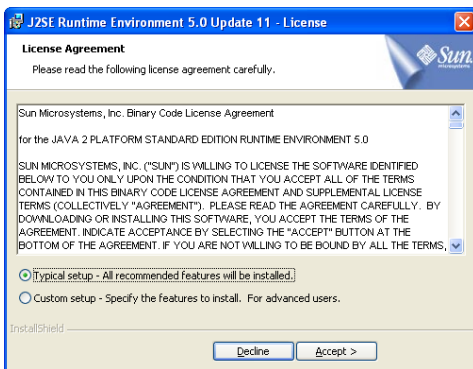 J2SE Runtime Environment 5.0 Update 11 - License
License Agreement
Please read the following license agreement carefully.
Sun
microsystems
Sun Microsystems, Inc. Binary Code License Agreement
for the JAVA 2 PLATFORM STANDARD EDITION RUNTIME ENVIRONMENT 5.0
SUN MICROSYSTEMS, INC. ("SUN") IS WILLING TO LICENSE THE SOFTWARE IDENTIFIED
BELOW TO YOU ONLY UPON THE CONDITION THAT YOU ACCEPT ALL OF THE TERMS
CONTAINED IN THIS BINARY CODE LICENSE AGREEMENT AND SUPPLEMENTAL LICENSE
TERMS (COLLECTIVELY "AGREEMENT"). PLEASE READ THE AGREEMENT CAREFULLY. BY
DOWNLOADING OR INSTALLING THIS SOFTWARE, YOU ACCEPT THE TERMS OF THE
AGREEMENT. INDICATE ACCEPTANCE BY SELECTING THE "ACCEPT" BUTTON AT THE
BOTTOM OF THE AGREEMENT. IF YOU ARE NOT WILLING TO BE BOUND BY ALL THE TERMS,
Typical setup - All recommended features will be installed.
Custom setup - Specify the features to install. For advanced users.
InstallShield
Decline
Accept >